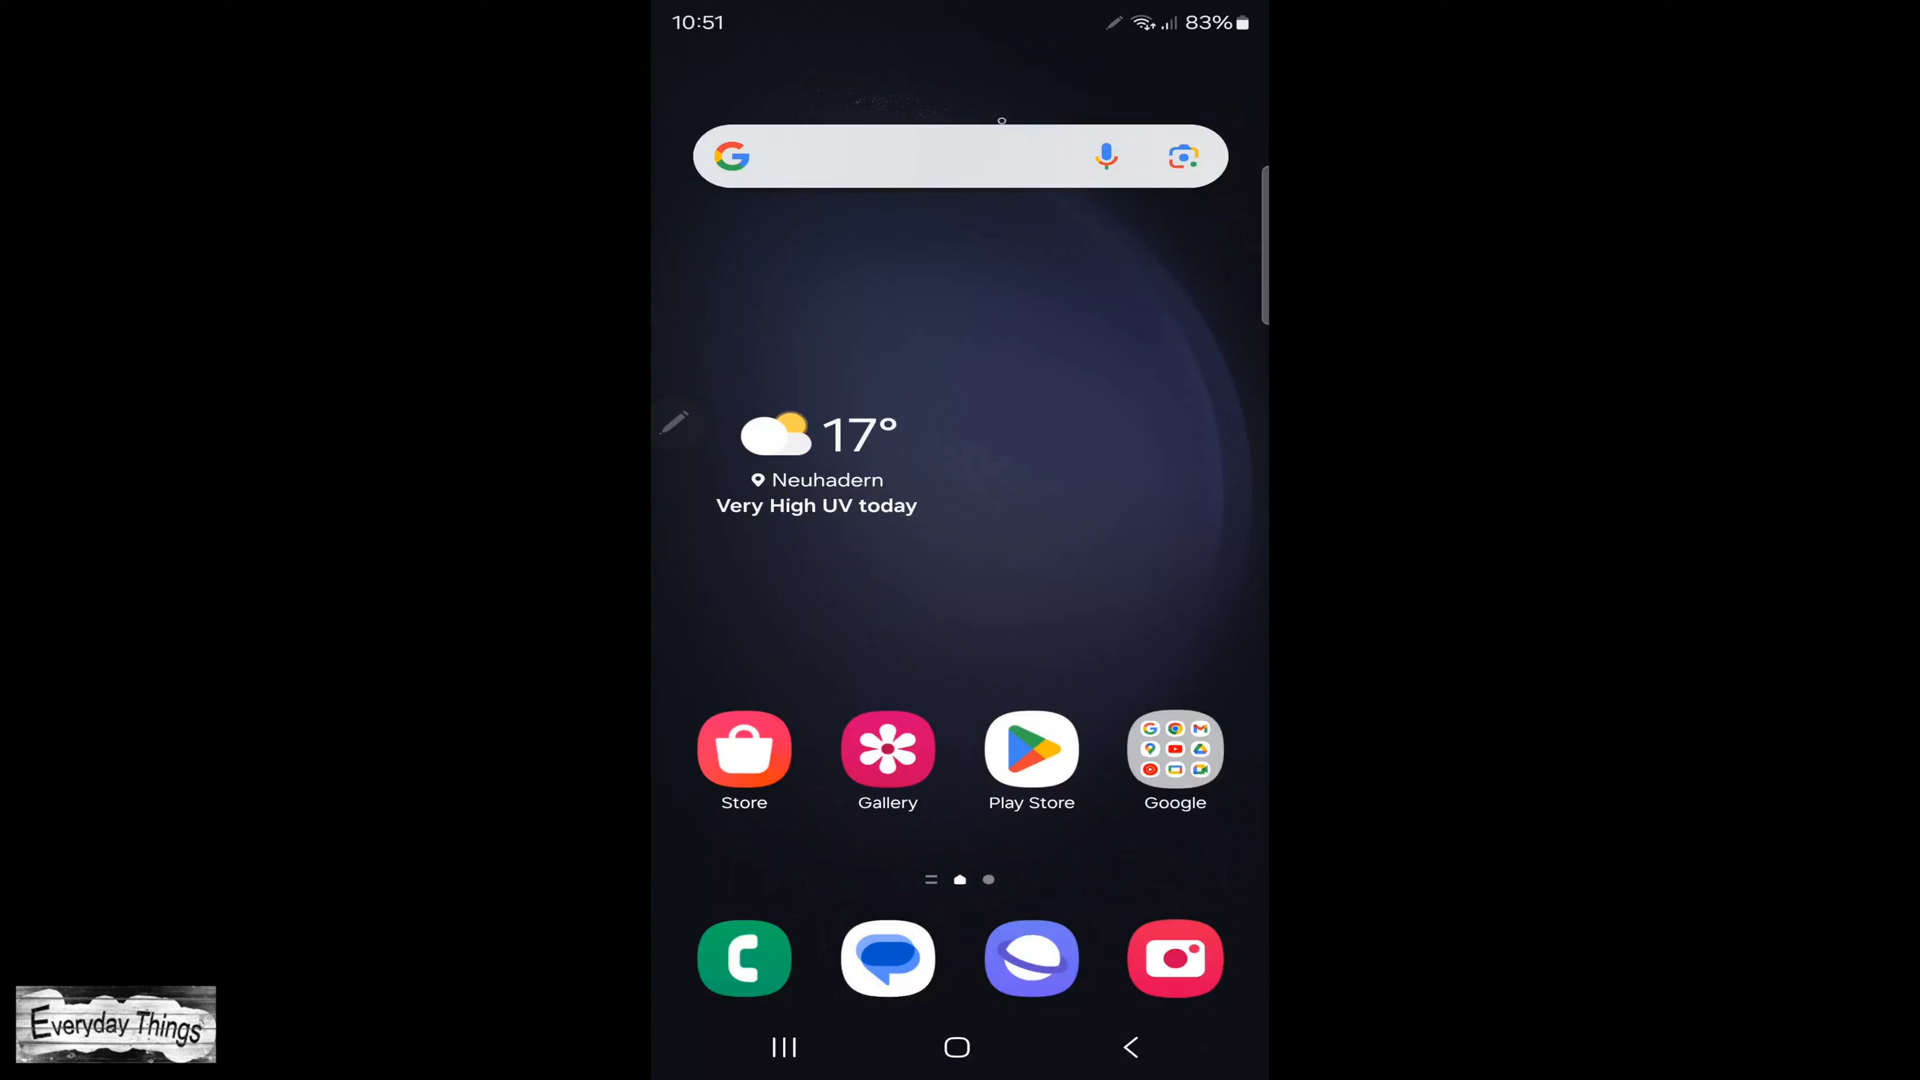 10:51
83%
17°
Neuhadern
Very High UV today
Store
Gallery
Play Store
Google
Everyday Things